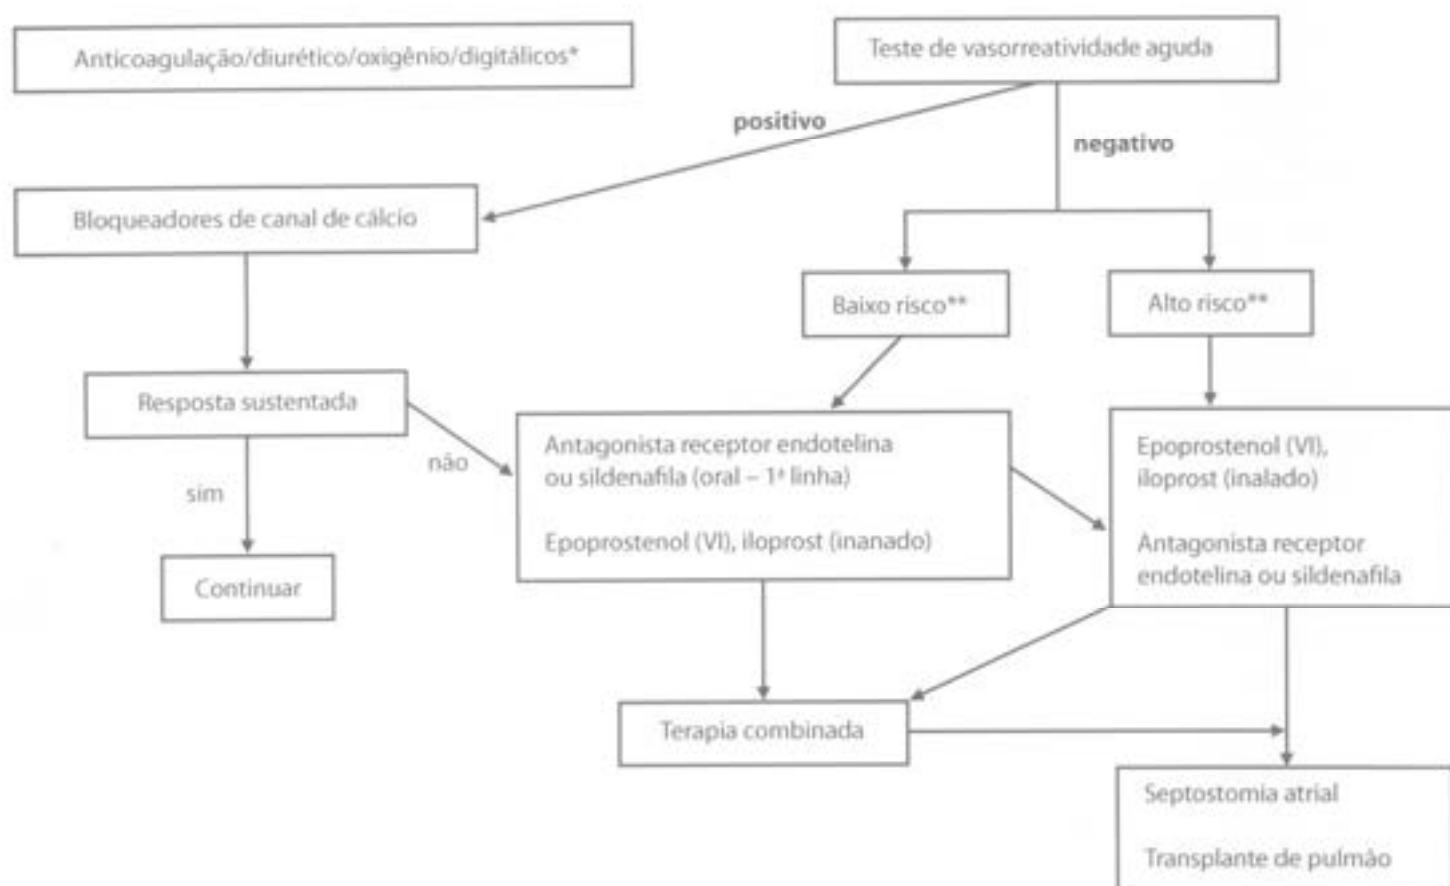 Anticoagulação/diurético/oxigênio/digitálicos*
Teste de vasorreatividade aguda
positivo
negativo
Bloqueadores de canal de cálcio
Baixo risco**
Alto risco**
Resposta sustentada
não
sim
Antagonista receptor endotelina
ou sildenafila (oral – 1ª linha)
Epoprostenol (VI), iloprost (inanado)
Epoprostenol (VI),
iloprost (inalado)
Antagonista receptor
endotelina ou sildenafila
Continuar
Terapia combinada
Septostomia atrial
Transplante de pulmão